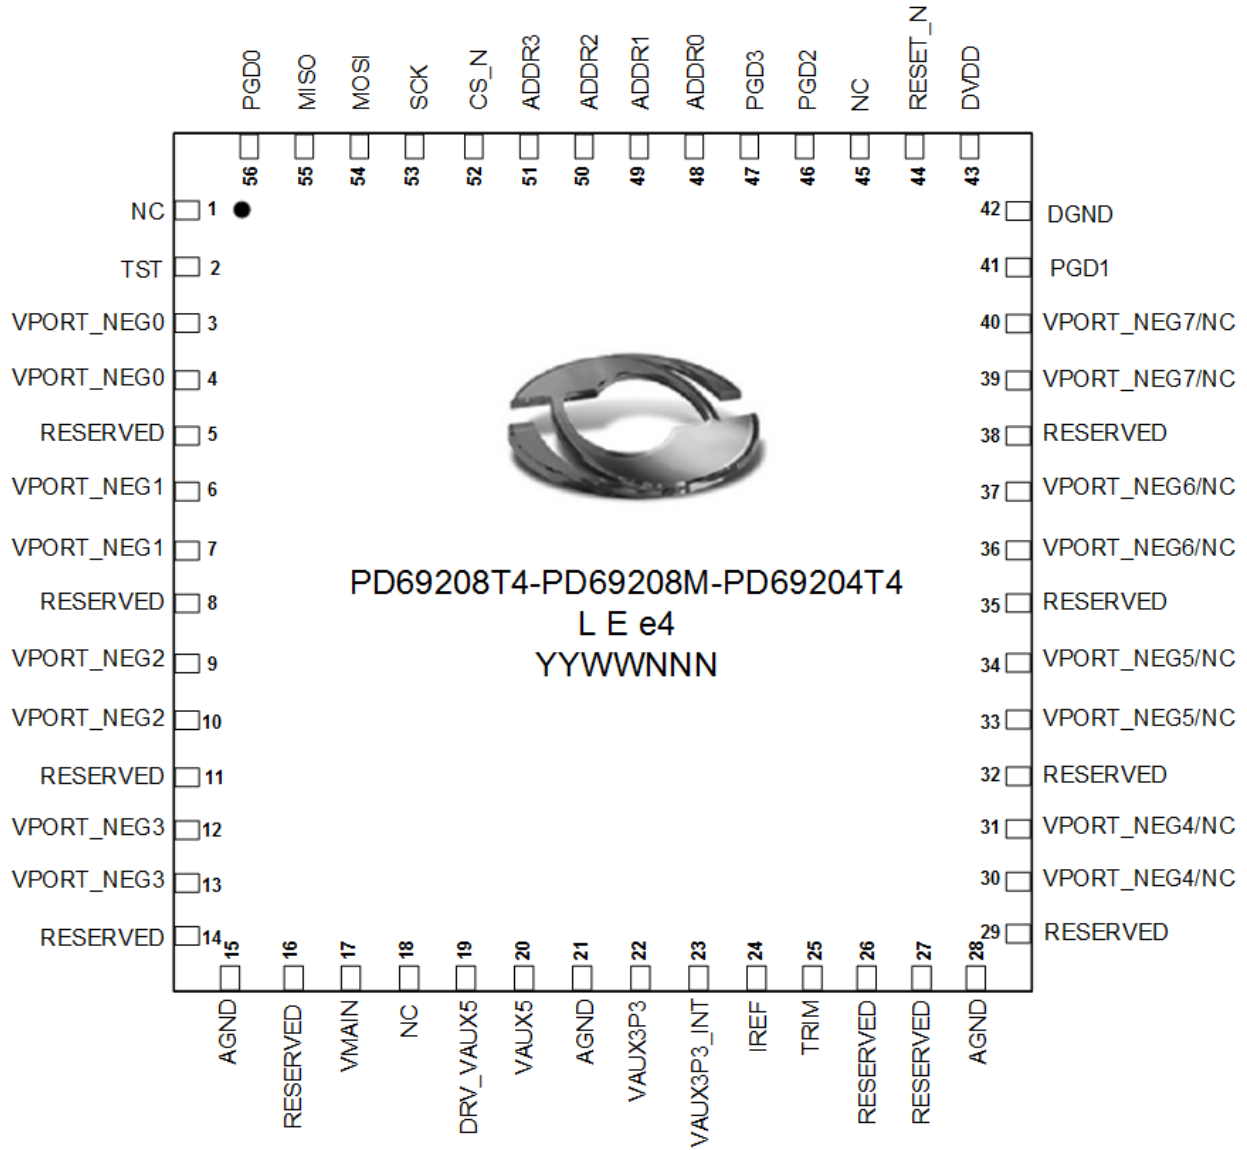 PGD0
MISO
MOSI
SCK
CS_N
ADDR3
ADDR2
ADDR1
ADDR0
PGD3
PGD2
NC
RESET_N
DVDD
56
55
54
53
52
51
50
49
48
47
46
45
44
43
NC 1
42 DGND
TST 2
41 PGD1
VPORT_NEG0 3
40 VPORT_NEG7/NC
VPORT_NEG0 4
39 VPORT_NEG7/NC
RESERVED 5
38 RESERVED
VPORT_NEG1 6
37 VPORT_NEG6/NC
VPORT_NEG1 7
36 VPORT_NEG6/NC
PD69208T4-PD69208M-PD69204T4
L E e4
YYWWNNN
RESERVED 8
35 RESERVED
VPORT_NEG2 9
34 VPORT_NEG5/NC
VPORT_NEG2 10
33 VPORT_NEG5/NC
RESERVED 11
32 RESERVED
VPORT_NEG3 12
31 VPORT_NEG4/NC
VPORT_NEG3 13
30 VPORT_NEG4/NC
RESERVED 14
29 RESERVED
15
16
17
18
19
20
21
22
23
24
25
26
27
28
AGND
RESERVED
VMAIN
NC
DRV_VAUX5
VAUX5
AGND
VAUX3P3
VAUX3P3_INT
IREF
TRIM
RESERVED
RESERVED
AGND